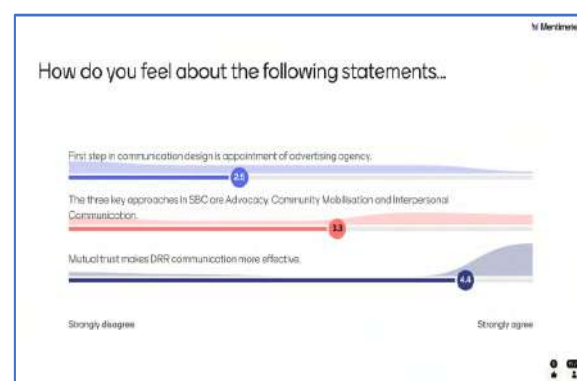 Mentimete
How do you feel about the following statements...
First step in communication design is appointment of advertising agency.
2.5
The three key approaches in SBC are Advocacy, Community Mobilisation and Interpersonal
Communication.
3.3
Mutual trust makes DRR communication more effective.
4.4
Strongly disagree
Strongly agree